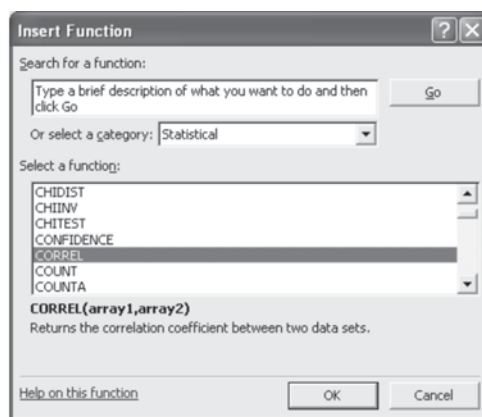 Insert Function
Search for a function:
Type a brief description of what you want to do and then
click Go
Go
Or select a category: Statistical
Select a function:
CHIDIST
CHIINV
CHITEST
CONFIDENCE
CORREL
COUNT
COUNTA
CORREL(array1,array2)
Returns the correlation coefficient between two data sets.
Help on this function
OK
Cancel